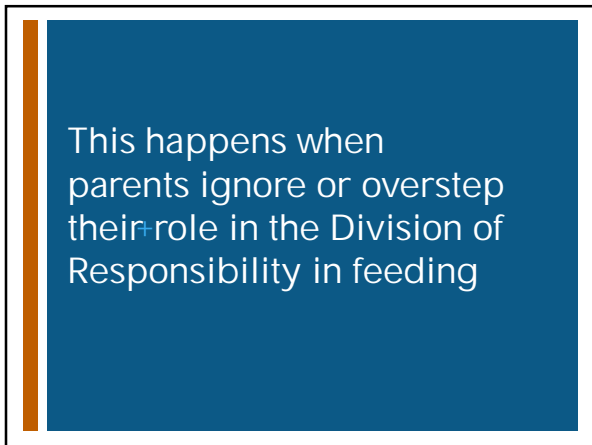 This happens when
parents ignore or overstep
their+role in the Division of
Responsibility in feeding